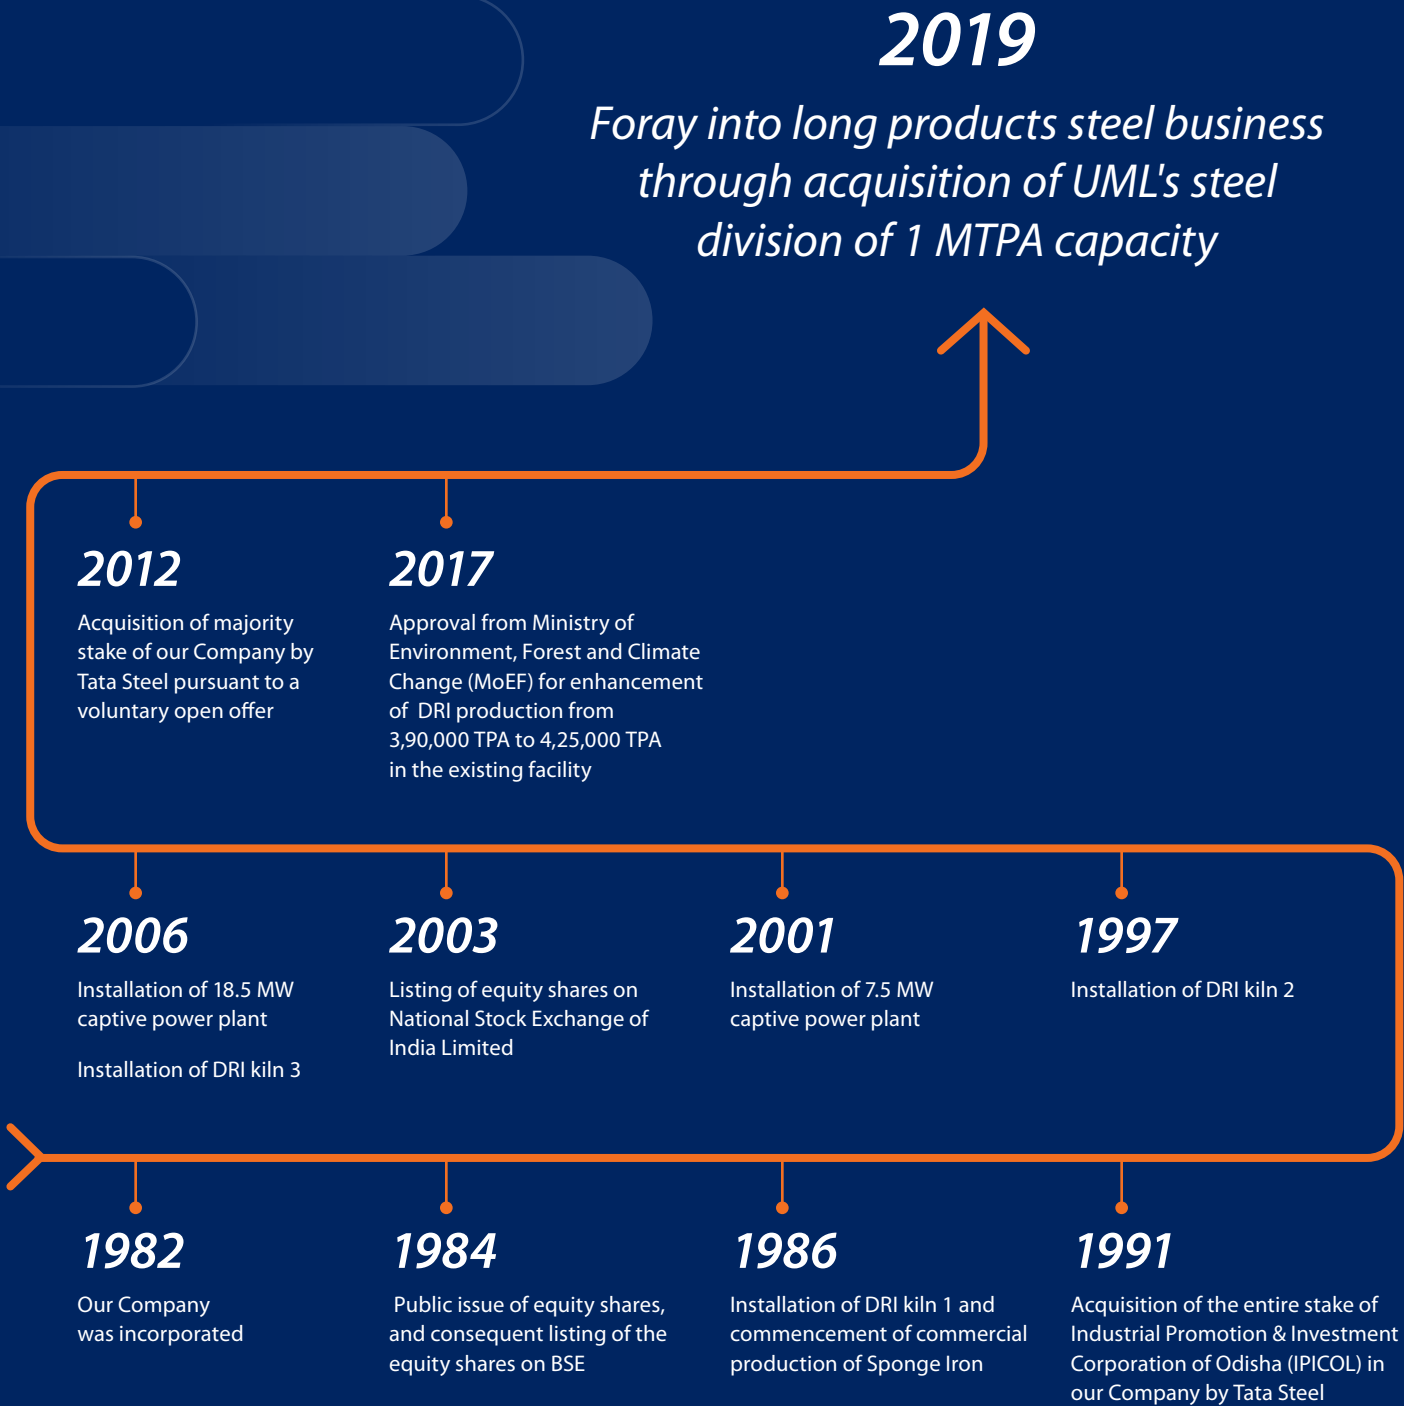 2019
Foray into long products steel business
through acquisition of UML's steel
division of 1 MTPA capacity
2012
Acquisition of majority
stake of our Company by
Tata Steel pursuant to a
voluntary open offer
2017
Approval from Ministry of
Environment, Forest and Climate
Change (MoEF) for enhancement
of DRI production from
3,90,000 TPA to 4,25,000 TPA
in the existing facility
2006
Installation of 18.5 MW
captive power plant
Installation of DRI kiln 3
2003
Listing of equity shares on
National Stock Exchange of
India Limited
2001
Installation of 7.5 MW
captive power plant
1997
Installation of DRI kiln 2
1982
Our Company
was incorporated
1984
Public issue of equity shares,
and consequent listing of the
equity shares on BSE
1986
Installation of DRI kiln 1 and
commencement of commercial
production of Sponge Iron
1991
Acquisition of the entire stake of
Industrial Promotion & Investment
Corporation of Odisha (IPICOL) in
our Company by Tata Steel